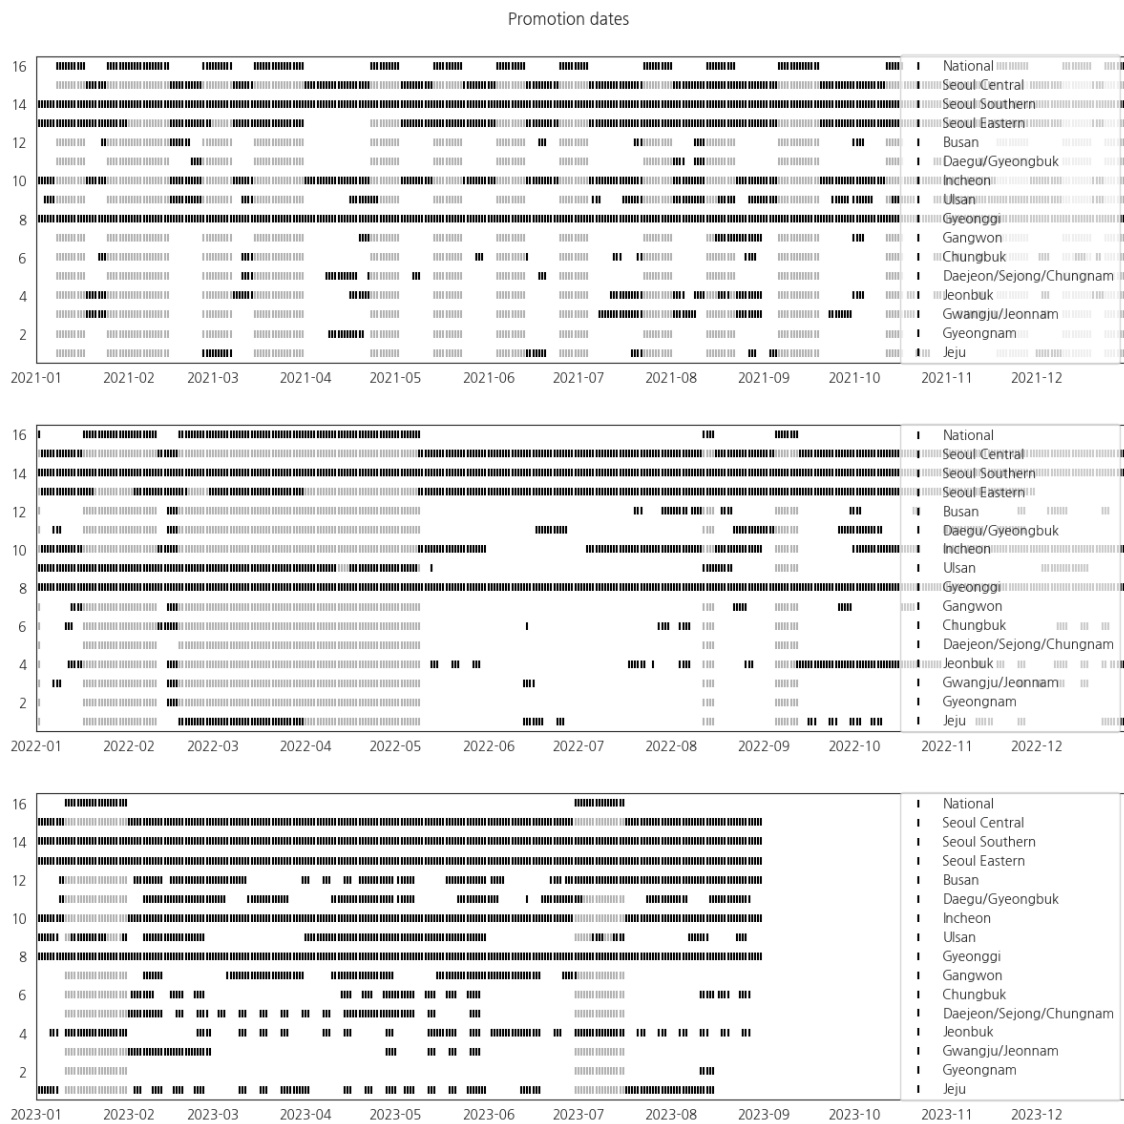 Promotion dates
16
14
12
10
8
6
4
2
National
Seoul Central
Seoul Southern
Seoul Eastern
Busan
Daegu/Gyeongbuk
Incheon
Ulsan
Gyeonggi
Gangwon
Chungbuk
Daejeon/Sejong/Chungnam
Jeonbuk
Gwangju/Jeonnam
Gyeongnam
Jeju
2021-01 2021-02 2021-03 2021-04 2021-05 2021-06 2021-07 2021-08 2021-09 2021-10 2021-11 2021-12
16
14
12
10
8
6
4
2
National
Seoul Central
Seoul Southern
Seoul Eastern
Busan
Daegu/Gyeongbuk
Incheon
Ulsan
Gyeonggi
Gangwon
Chungbuk
Daejeon/Sejong/Chungnam
Jeonbuk
Gwangju/Jeonnam
Gyeongnam
Jeju
2022-01 2022-02 2022-03 2022-04 2022-05 2022-06 2022-07 2022-08 2022-09 2022-10 2022-11 2022-12
16
14
12
10
8
6
4
2
National
Seoul Central
Seoul Southern
Seoul Eastern
Busan
Daegu/Gyeongbuk
Incheon
Ulsan
Gyeonggi
Gangwon
Chungbuk
Daejeon/Sejong/Chungnam
Jeonbuk
Gwangju/Jeonnam
Gyeongnam
Jeju
2023-01 2023-02 2023-03 2023-04 2023-05 2023-06 2023-07 2023-08 2023-09 2023-10 2023-11 2023-12